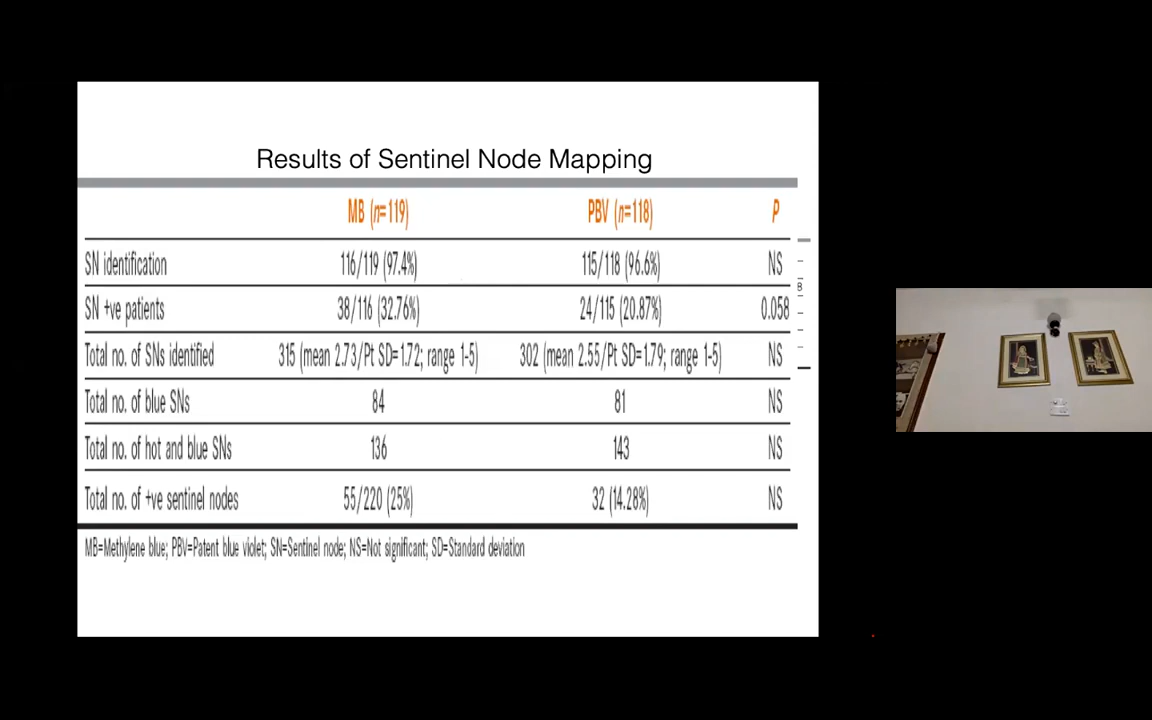 Results of Sentinel Node Mapping
MB (n=119) PBV (n=118) P
SN identification 116/119 (97.4%) 115/118 (96.6%) NS
SN +ve patients 38/116 (32.76%) 24/115 (20.87%) 0.058
Total no. of SNs identified 315 (mean 2.73/Pt SD=1.72; range 1-5) 302 (mean 2.55/Pt SD=1.79; range 1-5) NS
Total no. of blue SNs 84 81 NS
Total no. of hot and blue SNs 136 143 NS
Total no. of +ve sentinel nodes 55/220 (25%) 32 (14.28%) NS
MB=Methylene blue; PBV=Patent blue violet; SN=Sentinel node; NS=Not significant; SD=Standard deviation